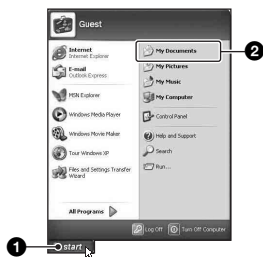 Guest
Internet
Internet Explorer
E-mail
Outlook Express
MSN Explorer
Windows Media Player
Windows Movie Maker
Tour Windows XP
Files and Settings Transfer
Wizard
All Programs
My Documents
2
My Pictures
My Music
My Computer
Control Panel
Help and Support
Search
Run...
Log Off
Turn Off Computer
1
start